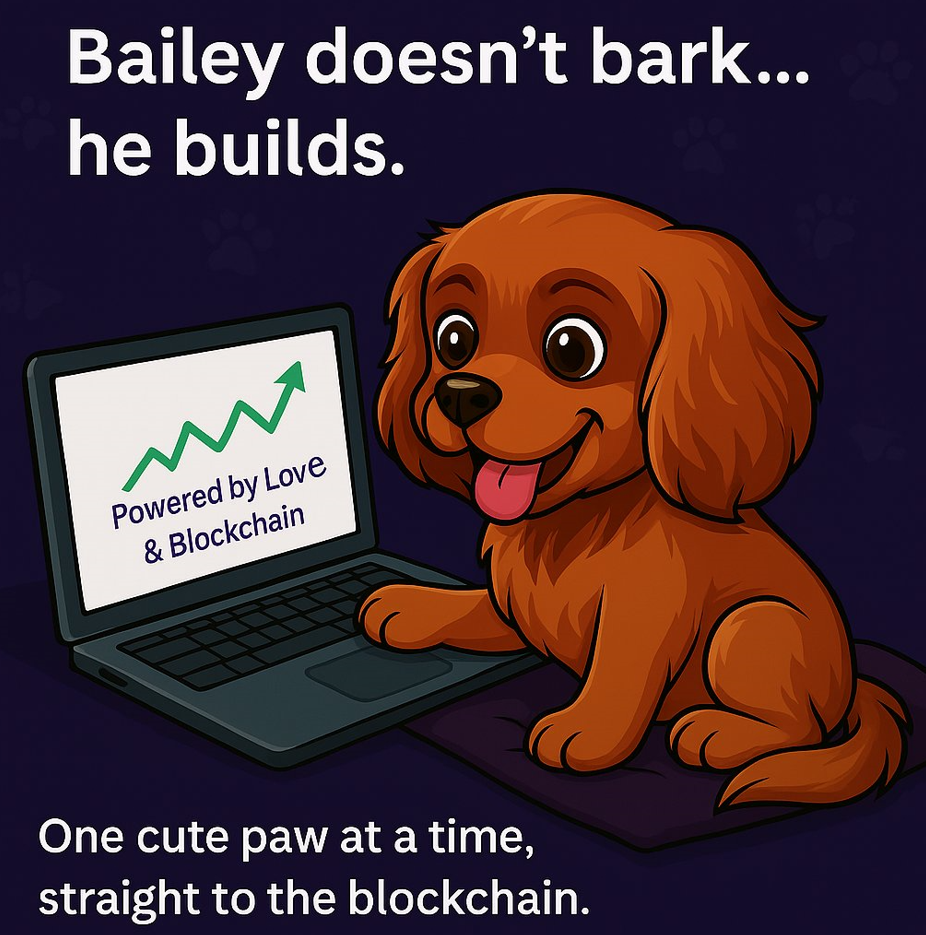 Bailey doesn’t bark...
he builds.
Powered by Love
& Blockchain
One cute paw at a time,
straight to the blockchain.